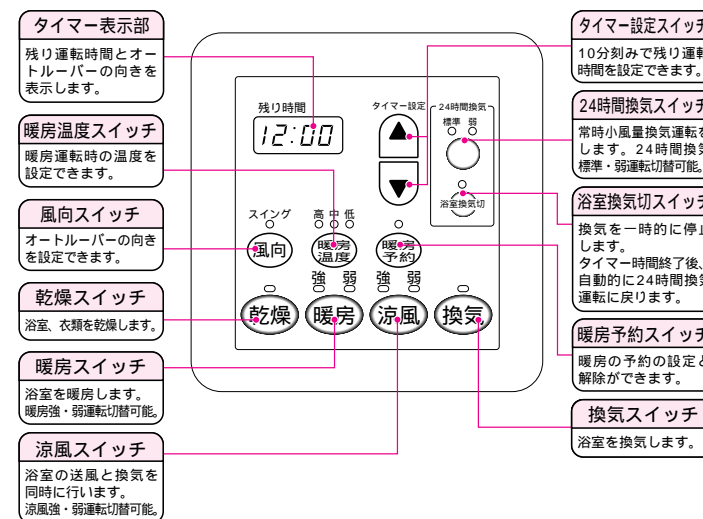 タイマー表示部
残り運転時間とオー
トルーバーの向きを
表示します。
暖房温度スイッチ
暖房運転時の温度を
設定できます。
風向スイッチ
オートルーバーの向き
を設定できます。
乾燥スイッチ
浴室、衣類を乾燥します。
暖房スイッチ
浴室を暖房します。
暖房強・弱運転切替可能。
涼風スイッチ
浴室の送風と換気を
同時に行います。
涼風強・弱運転切替可能。
残り時間
12:00
タイマー設定
24時間換気
標準 弱
浴室換気切
スイング
高 中 低
風向
暖房
温度
暖房
予約
強 弱
強 弱
乾燥
暖房
涼風
換気
タイマー設定スイッチ
10分刻みで残り運転
時間を設定できます。
24時間換気スイッチ
常時小風量換気運転を
します。24時間換気
標準・弱運転切替可能。
浴室換気切スイッチ
換気を一時的に停止
します。
タイマー時間終了後、
自動的に24時間換気
運転に戻ります。
暖房予約スイッチ
暖房の予約の設定と
解除ができます。
換気スイッチ
浴室を換気します。